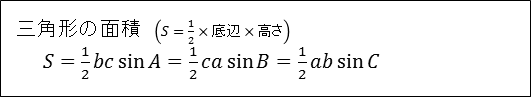 三角形の面積 (S = 1/2 × 底辺 × 高さ)
S = 1/2 bc sin A = 1/2 ca sin B = 1/2 ab sin C